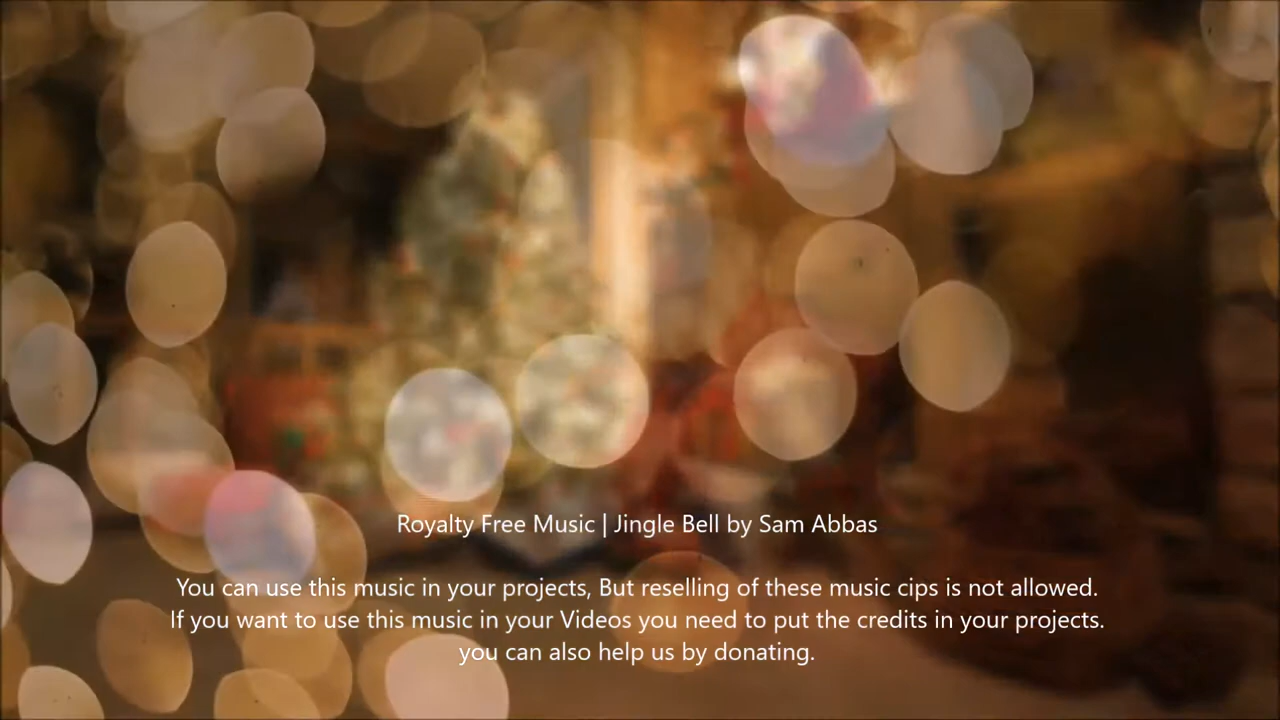 Royalty Free Music | Jingle Bell by Sam Abbas
You can use this music in your projects, But reselling of these music cips is not allowed.
If you want to use this music in your Videos you need to put the credits in your projects.
you can also help us by donating.